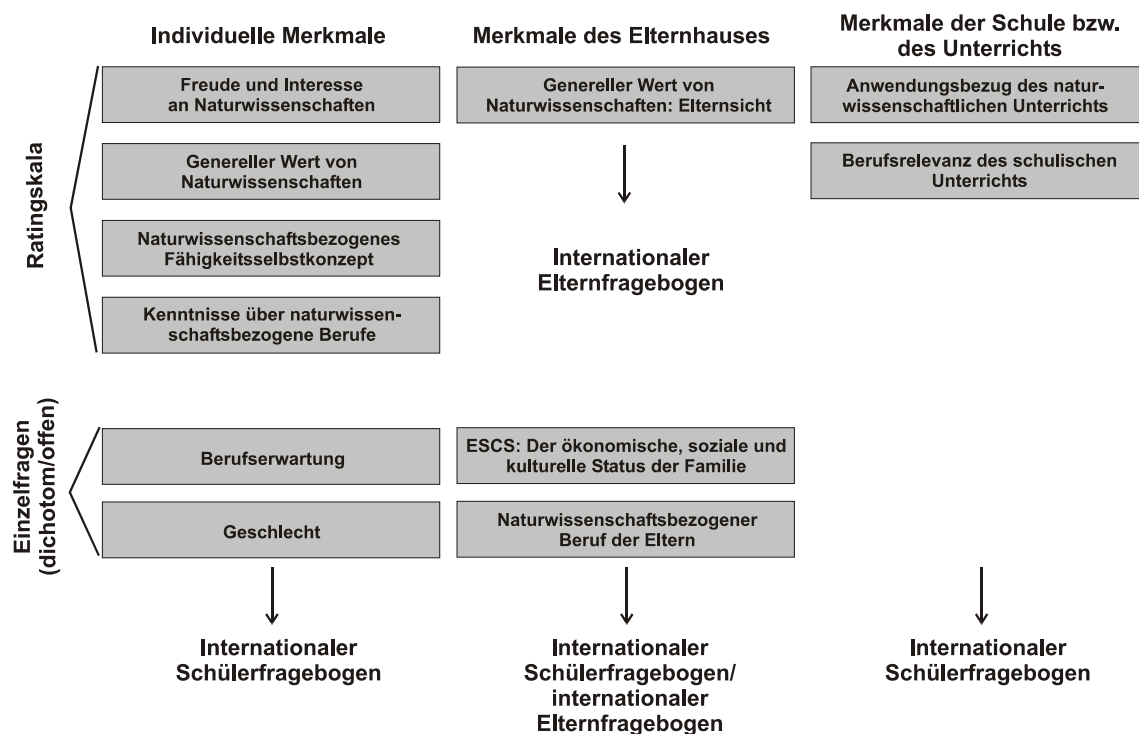 Individuelle Merkmale
Merkmale des Elternhauses
Merkmale der Schule bzw.
des Unterrichts
Ratingskala
Freude und Interesse
an Naturwissenschaften
Genereller Wert von
Naturwissenschaften
Naturwissenschaftsbezogenes
Fähigkeitsselbstkonzept
Kenntnisse über naturwissen-
schaftsbezogene Berufe
Genereller Wert von
Naturwissenschaften: Elternsicht
Internationaler
Elternfragebogen
Anwendungsbezug des natur-
wissenschaftlichen Unterrichts
Berufsrelevanz des schulischen
Unterrichts
Einzelfragen
(dichotom/offen)
Berufserwartung
Geschlecht
ESCS: Der ökonomische, soziale und
kulturelle Status der Familie
Naturwissenschaftsbezogener
Beruf der Eltern
Internationaler
Schülerfragebogen
Internationaler
Schülerfragebogen/
internationaler
Elternfragebogen
Internationaler
Schülerfragebogen